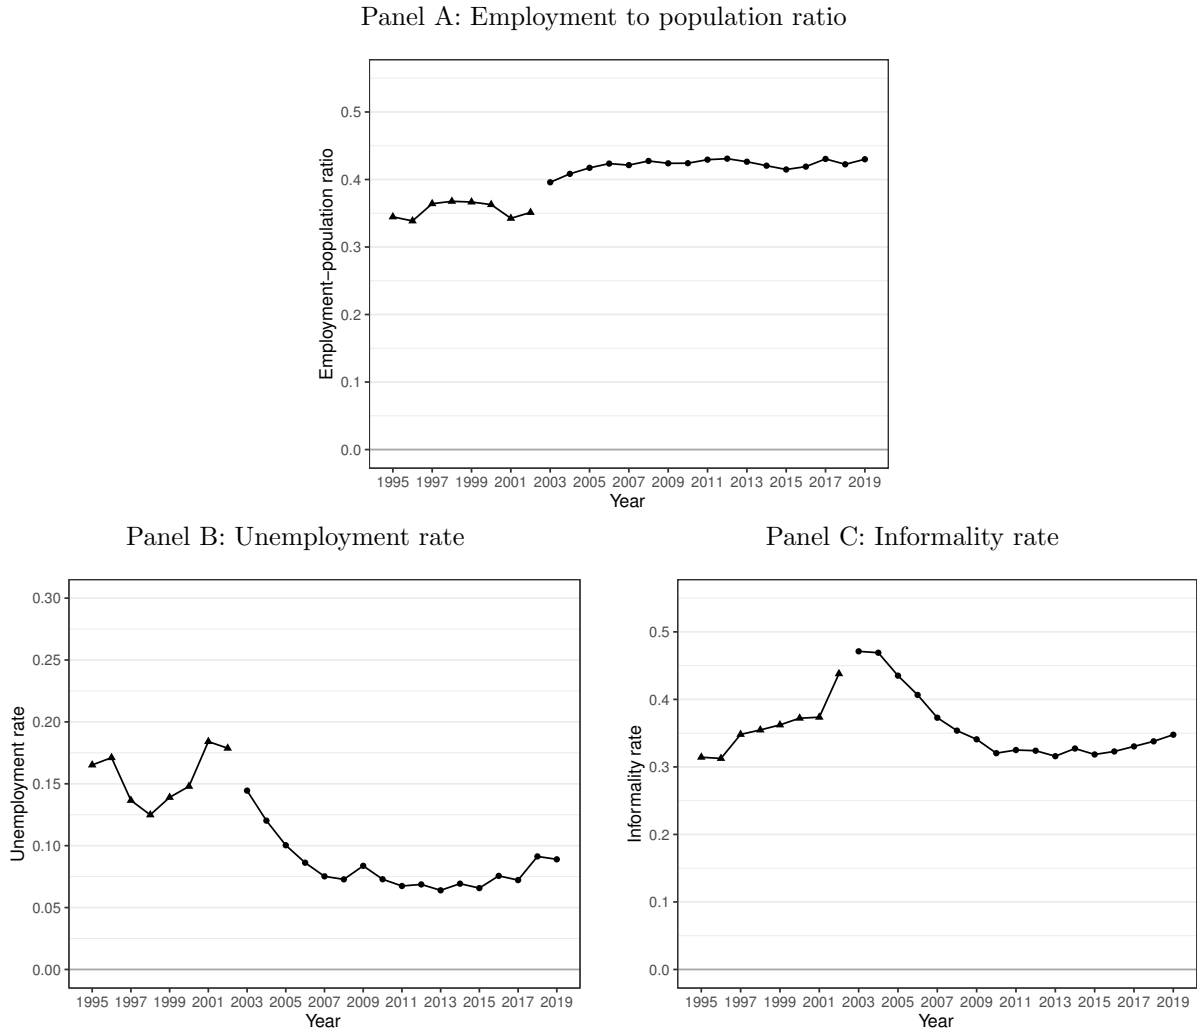 Panel A: Employment to population ratio
Employment−population ratio
0.5
0.4
0.3
0.2
0.1
0.0
1995 1997 1999 2001 2003 2005 2007 2009 2011 2013 2015 2017 2019
Year
Panel B: Unemployment rate
Unemployment rate
0.30
0.25
0.20
0.15
0.10
0.05
0.00
1995 1997 1999 2001 2003 2005 2007 2009 2011 2013 2015 2017 2019
Year
Panel C: Informality rate
Informality rate
0.5
0.4
0.3
0.2
0.1
0.0
1995 1997 1999 2001 2003 2005 2007 2009 2011 2013 2015 2017 2019
Year